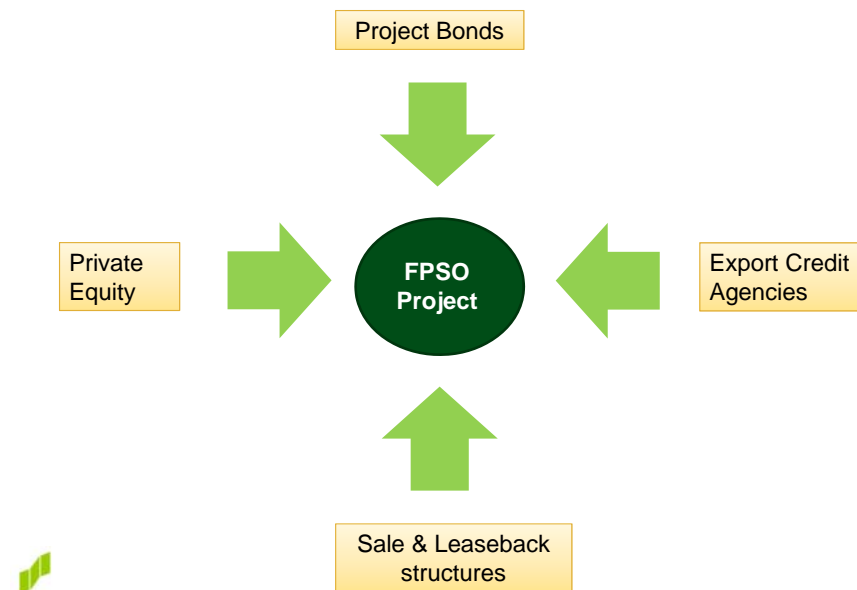 Project Bonds
Private
Equity
FPSO
Project
Export Credit
Agencies
Sale & Leaseback
structures